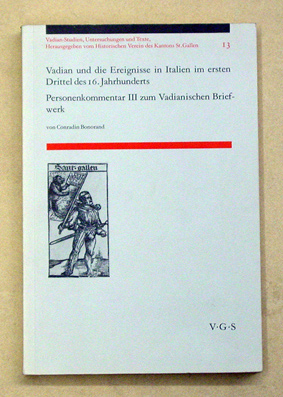 Vadian-Studien, Untersuchungen und Texte,
Herausgegeben vom Historischen Verein des Kantons St. Gallen
13
Vadian und die Ereignisse in Italien im ersten
Drittel des 16. Jahrhunderts
Personenkommentar III zum Vadianischen Brief-
werk
von Conradin Bonorand
Sant gallen
V·G·S